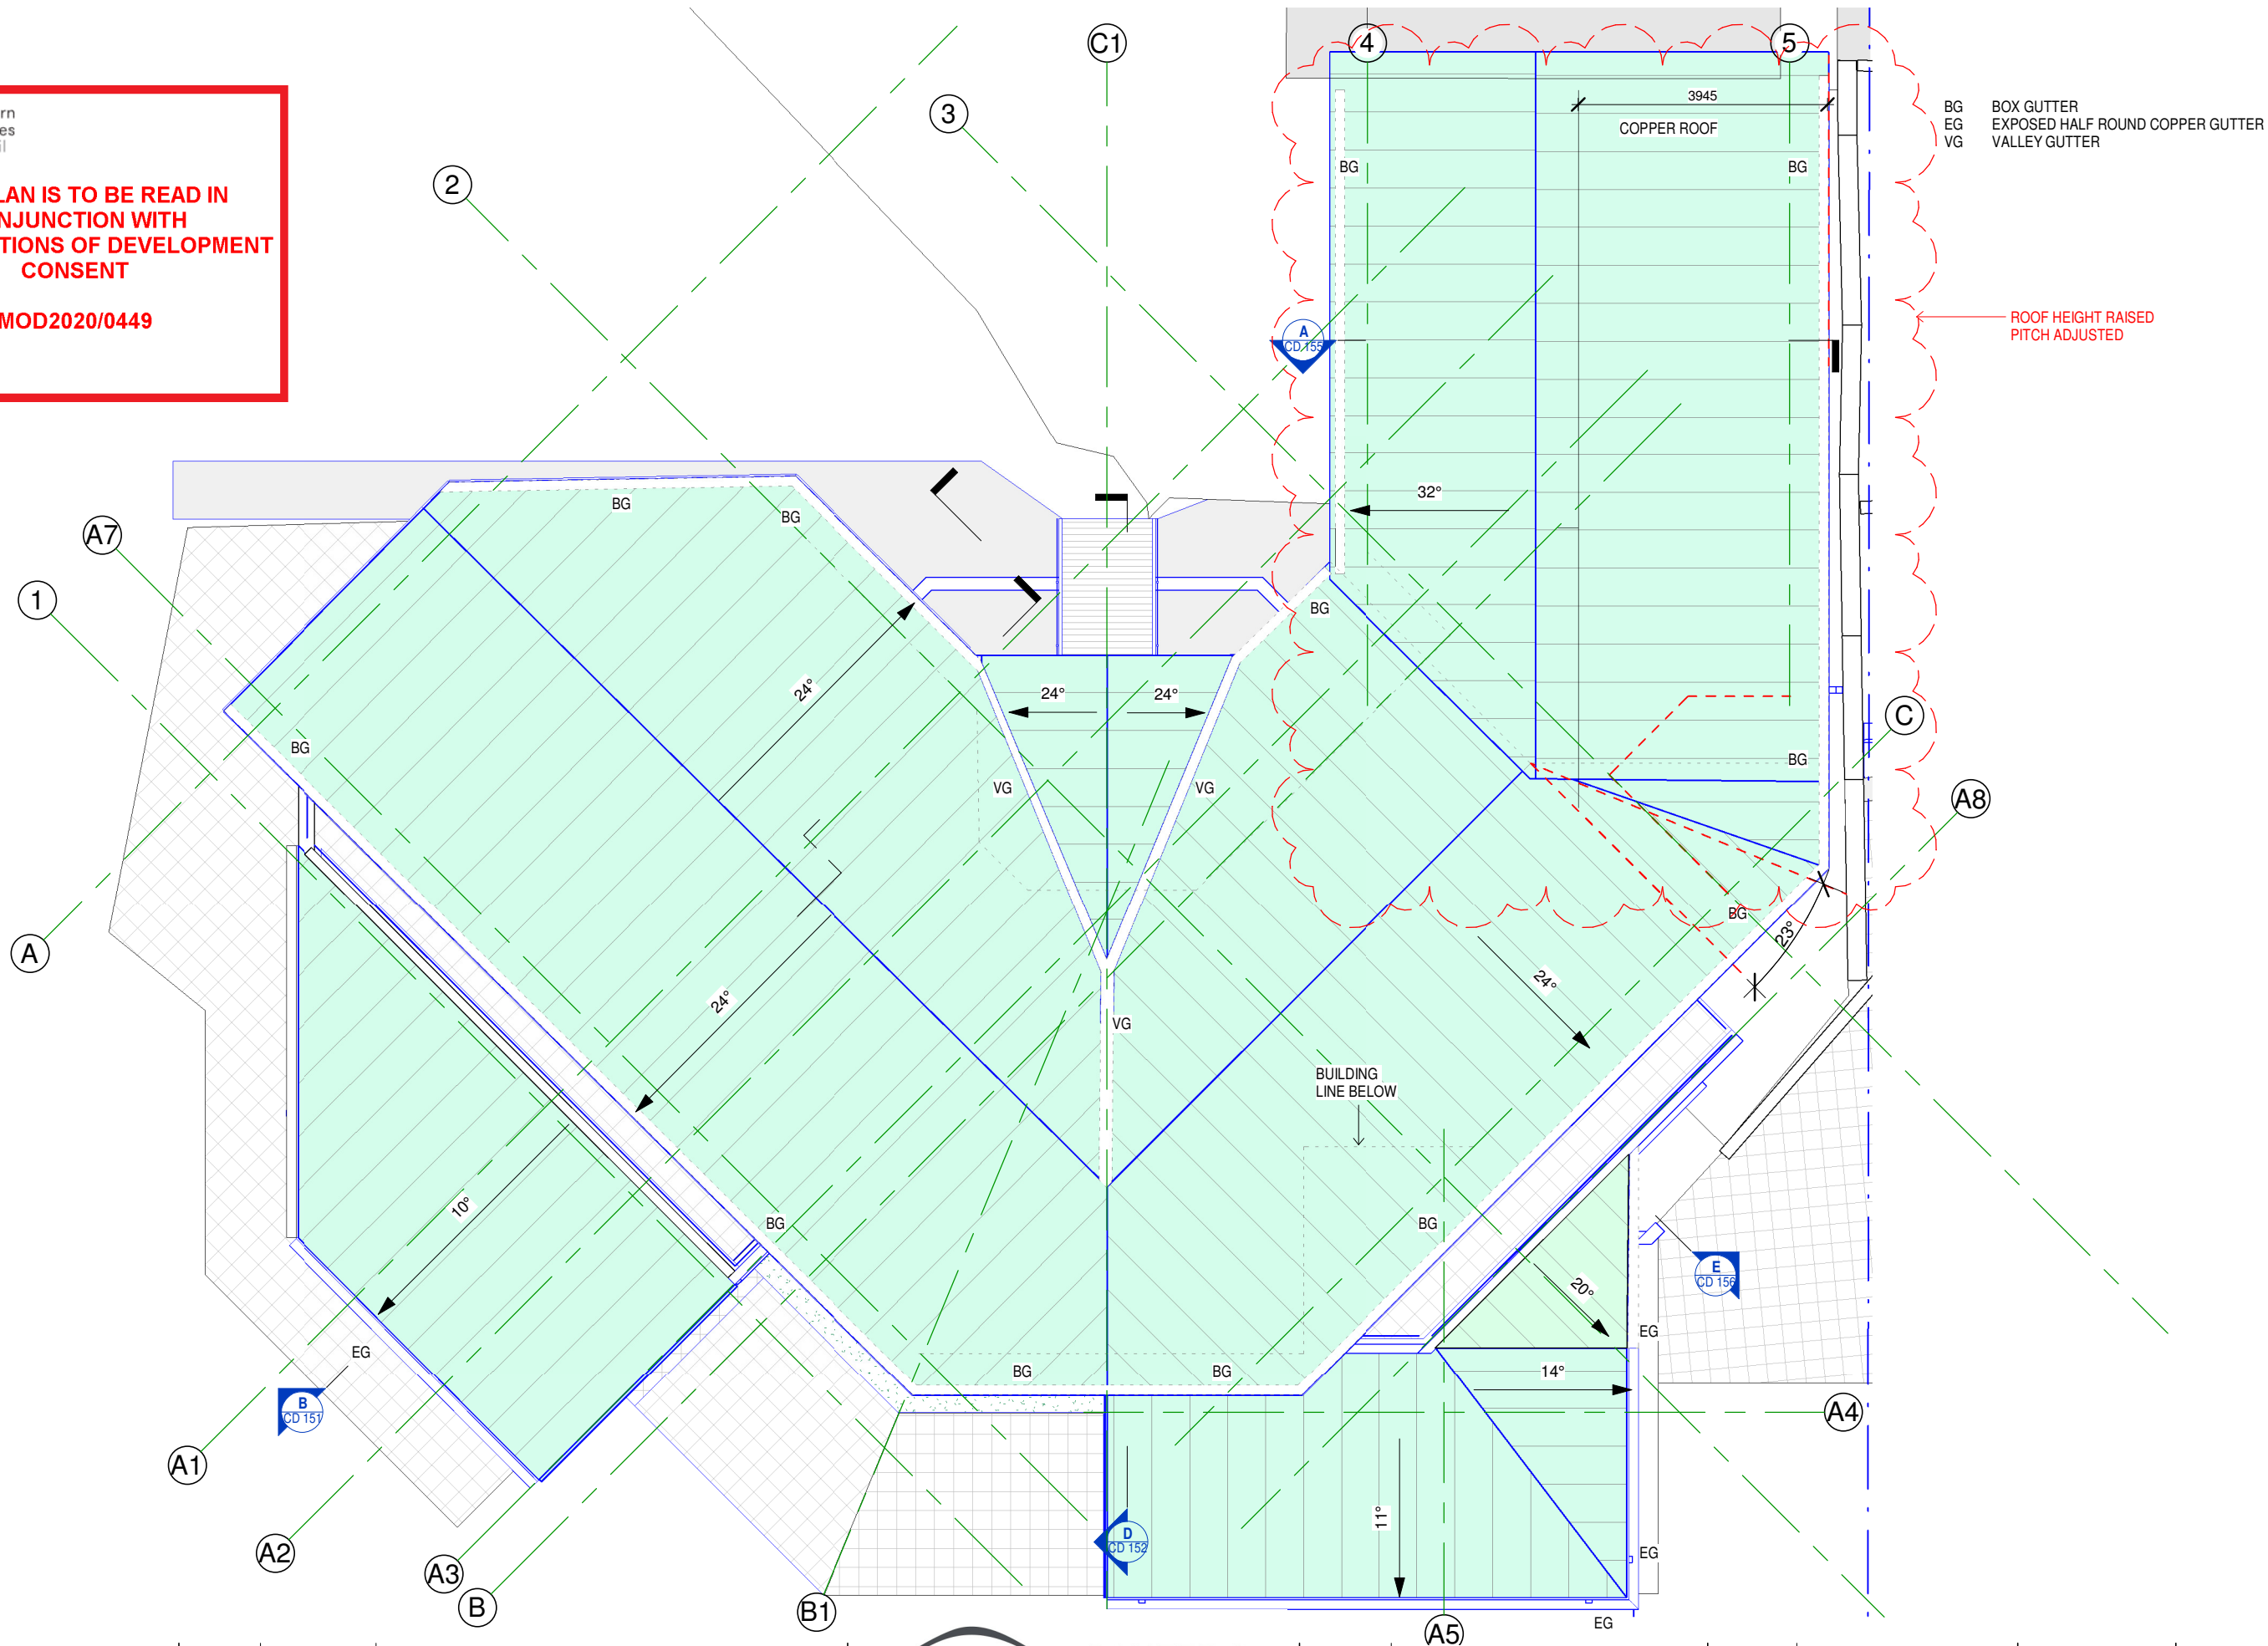 rn
es
il
LAN IS TO BE READ IN
NJUNCTION WITH
TIONS OF DEVELOPMENT
CONSENT
MOD2020/0449
C1
4
5
3
2
3945
COPPER ROOF
BG BOX GUTTER
EG EXPOSED HALF ROUND COPPER GUTTER
VG VALLEY GUTTER
BG
BG
ROOF HEIGHT RAISED
PITCH ADJUSTED
A
CD 155
32°
BG
BG
A7
1
BG
24°
24°
24°
C
BG
VG
VG
BG
A8
BG
23°
A
24°
24°
VG
BUILDING
LINE BELOW
10°
BG
BG
E
CD 156
20°
EG
EG
BG
BG
14°
B
CD 151
A4
A1
11°
D
CD 152
A2
EG
A3
B
B1
EG
A5